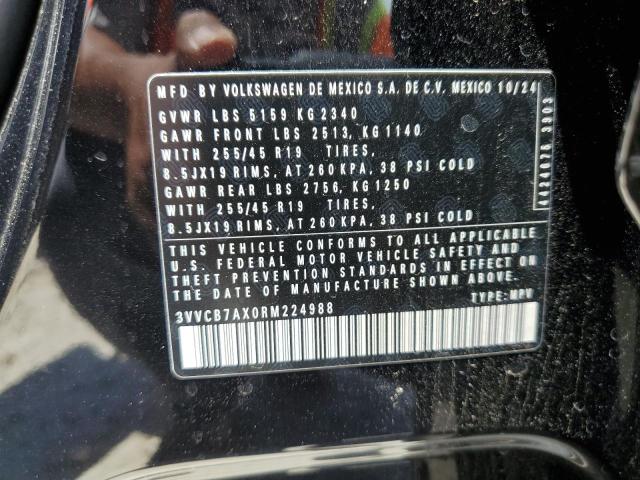 MFD BY VOLKSWAGEN DE MEXICO S.A. DE C.V. MEXICO 10/24
GVWR LBS 5159 KG 2340
GAWR FRONT LBS 2513, KG 1140
WITH 255/45 R19 TIRES,
8.5JX19 RIMS, AT 260 KPA, 38 PSI COLD
GAWR REAR LBS 2756, KG 1250
WITH 255/45 R19 TIRES,
8.5JX19 RIMS, AT 260 KPA, 38 PSI COLD
THIS VEHICLE CONFORMS TO ALL APPLICABLE
U.S. FEDERAL MOTOR VEHICLE SAFETY AND
THEFT PREVENTION STANDARDS IN EFFECT ON
THE DATE OF MANUFACTURE SHOWN ABOVE.
3VVCB7AX0RM224988 TYPE:MPV
4424076 3903